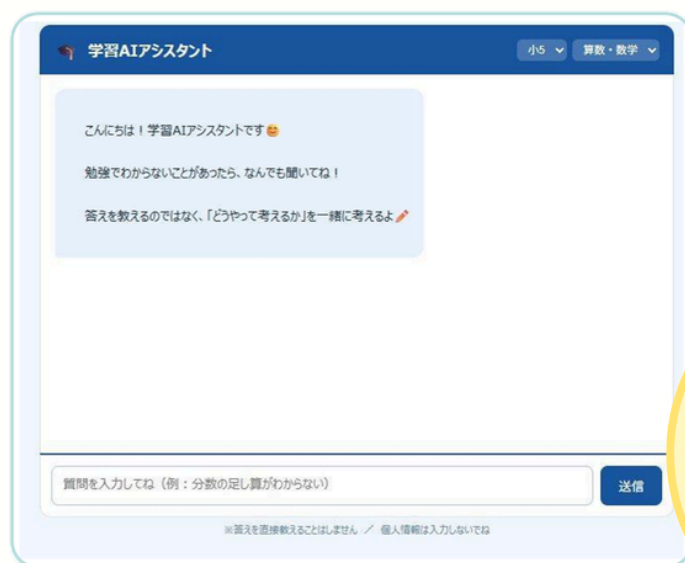 学習AIアシスタント
小5
算数・数学
こんにちは！学習AIアシスタントです😊
勉強でわからないことがあったら、なんでも聞いてね！
答えを教えるのではなく、「どうやって考えるか」を一緒に考えるよ✏️
質問を入力してね（例：分数の足し算がわからない）
送信
※答えを直接教えることはしません ／ 個人情報は入力しないでね